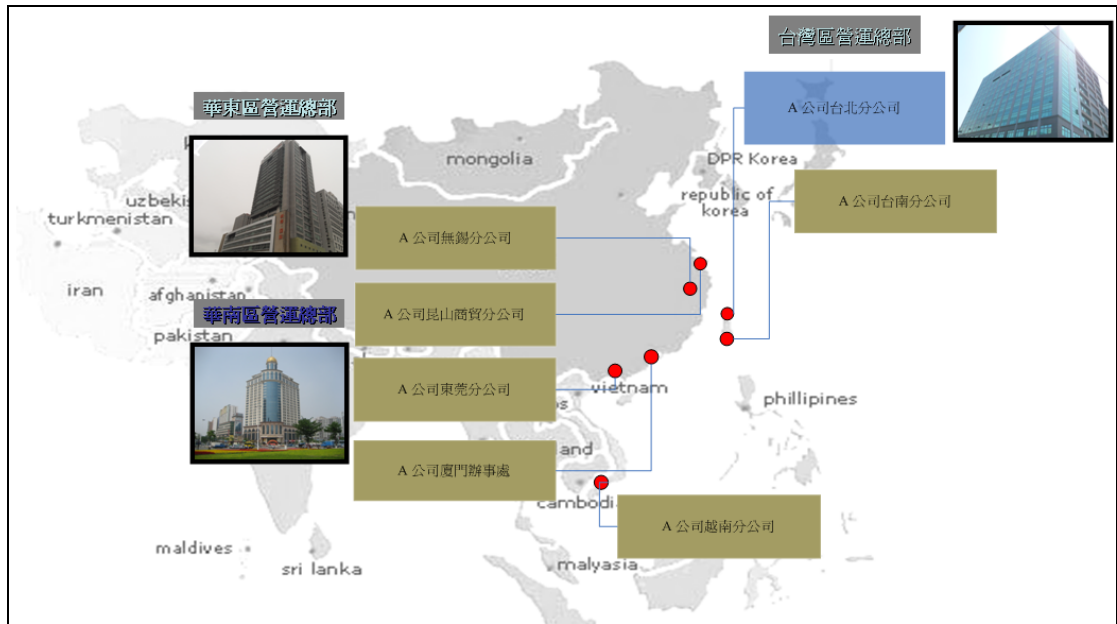 台灣區營運總部
華東區營運總部
A 公司台北分公司
mongolia
DPR Korea
republic of
korea
uzbekis
turkmenistan
A 公司台南分公司
A 公司無錫分公司
iran
afghanistan
華南區營運總部
A 公司昆山商貿分公司
pakistan
A 公司東莞分公司
vietnam
phillipines
os
land
A 公司廈門辦事處
cambodi
A 公司越南分公司
maldives
sri lanka
malyasia